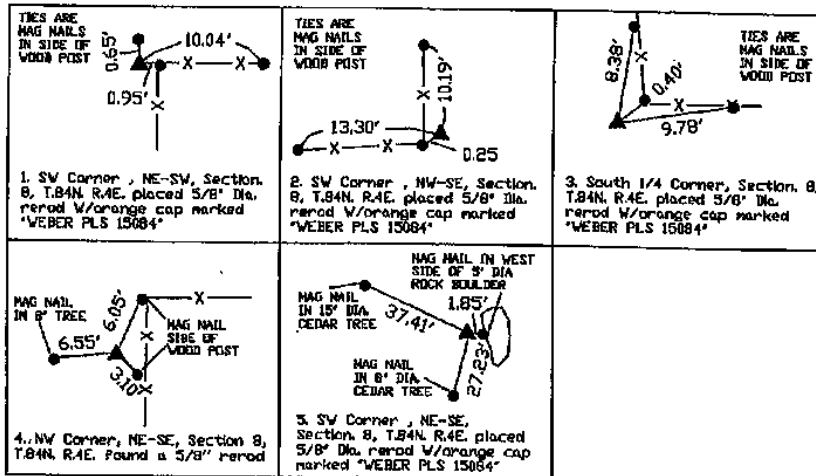 TIES ARE
MAG NAILS
IN SIDE OF
WOOD POST
0.65'
10.04'
0.95'
X
X
X
1. SW Corner , NE-SW, Section.
8, T.84N. R.4E. placed 5/8" Dia.
rerod W/orange cap marked
"WEBER PLS 15084"
TIES ARE
MAG NAILS
IN SIDE OF
WOOD POST
X
10.19'
13.30'
X
X
0.25
2. SW Corner , NW-SE, Section.
8, T.84N. R.4E. placed 5/8" Dia.
rerod W/orange cap marked
"WEBER PLS 15084"
8.38'
X
0.40'
X
X
9.78'
TIES ARE
MAG NAILS
IN SIDE OF
WOOD POST
3. South 1/4 Corner, Section 8,
T.84N. R.4E. placed 5/8" Dia.
rerod W/orange cap marked
"WEBER PLS 15084"
MAG NAIL
IN 8" TREE
6.05'
X
X
6.55'
3.10'
X
MAG NAIL
SIDE OF
WOOD POST
4. NW Corner, NE-SE, Section 8,
T.84N. R.4E. Found a 5/8" rerod
MAG NAIL IN WEST
SIDE OF 5' DIA
ROCK BOULDER
MAG NAIL
IN 15" DIA.
CEDAR TREE
37.41'
1.85'
27.23'
MAG NAIL
IN 6" DIA.
CEDAR TREE
5. SW Corner , NE-SE,
Section. 8, T.84N. R.4E. placed
5/8" Dia. rerod W/orange cap
marked "WEBER PLS 15084"